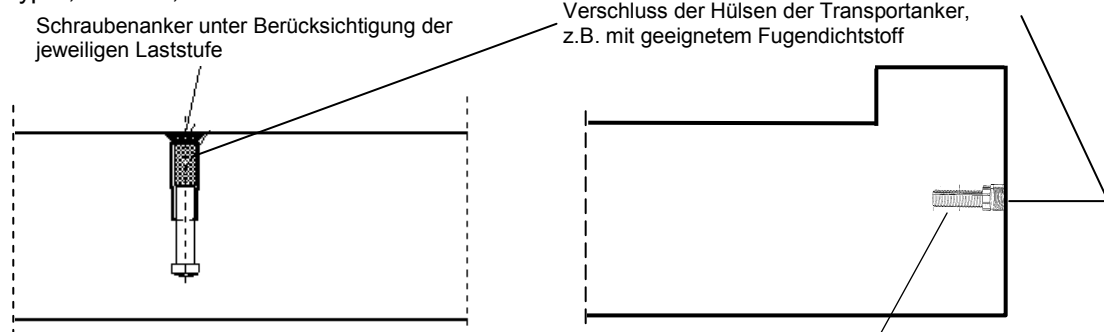 Schraubenanker unter Berücksichtigung der
jeweiligen Laststufe
Verschluss der Hülsen der Transportanker,
z.B. mit geeignetem Fugendichtstoff